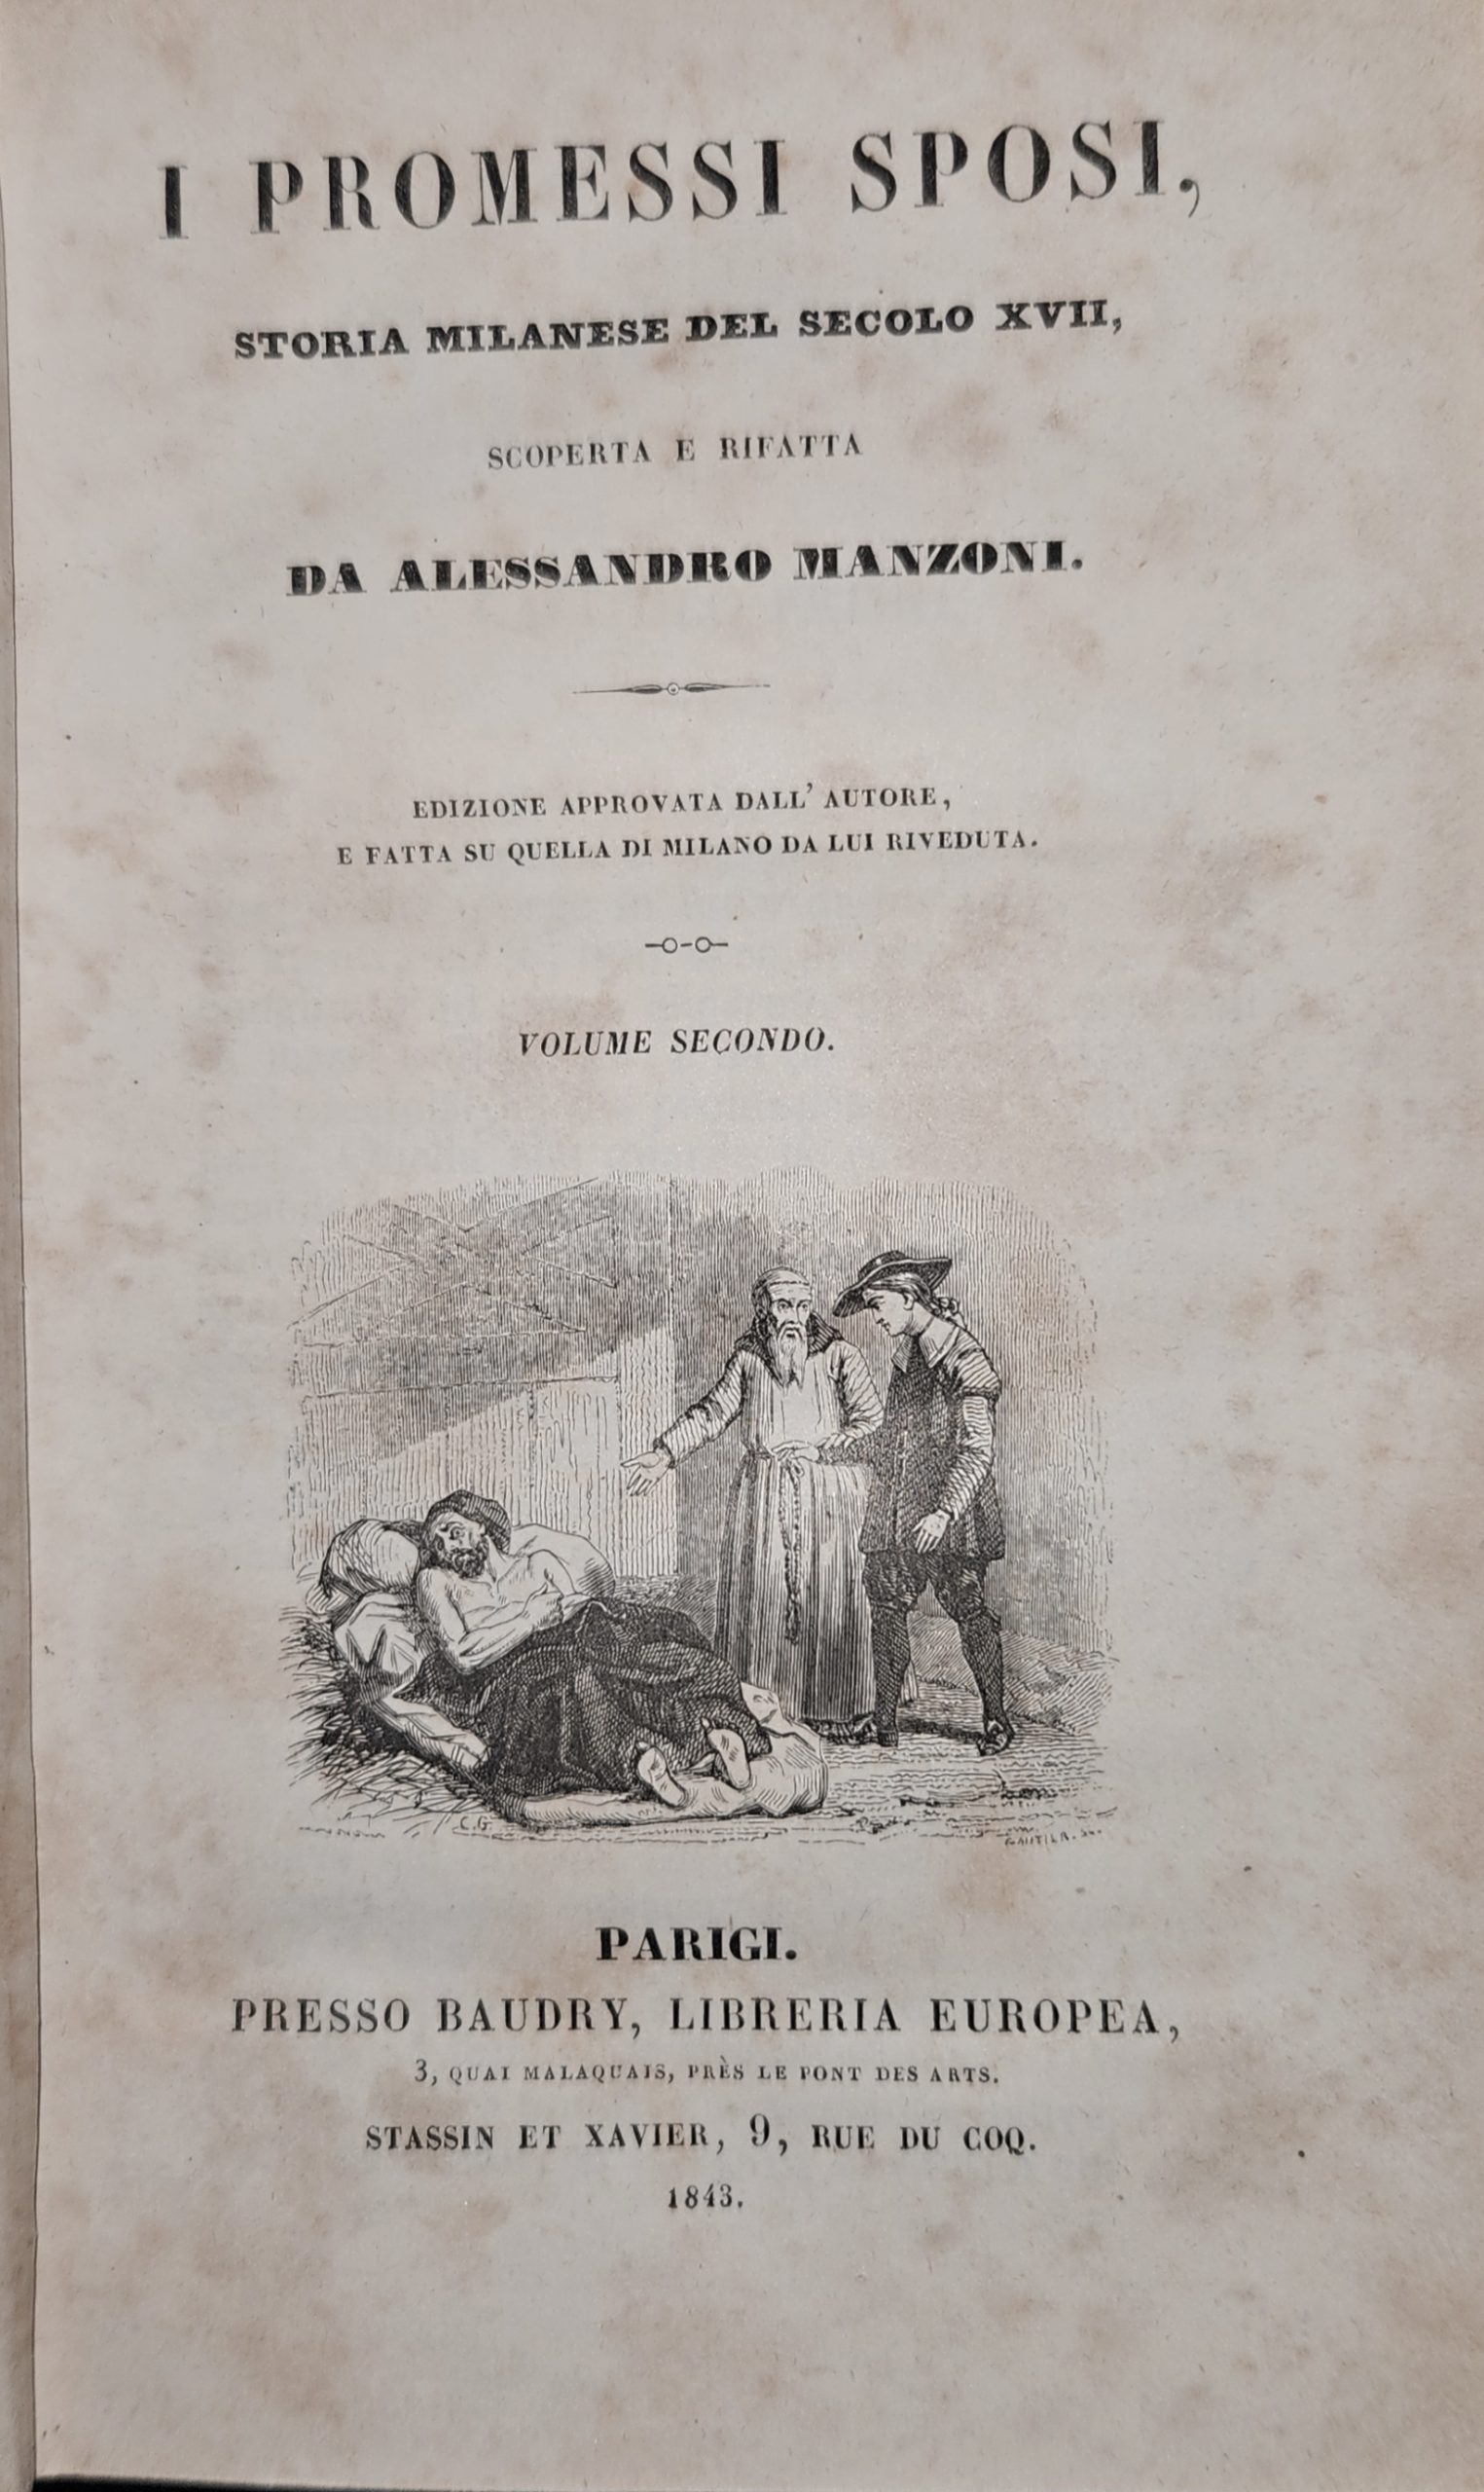 I PROMESSI SPOSI,
STORIA MILANESE DEL SECOLO XVII,
SCOPERTA E RIFATTA
DA ALESSANDRO MANZONI.
EDIZIONE APPROVATA DALL' AUTORE,
E FATTA SU QUELLA DI MILANO DA LUI RIVEDUTA.
VOLUME SECONDO.
C.G.
PARIGI.
PRESSO BAUDRY, LIBRERIA EUROPEA,
3, QUAI MALAQUAIS, PRÈS LE PONT DES ARTS.
STASSIN ET XAVIER, 9, RUE DU COQ.
1843.